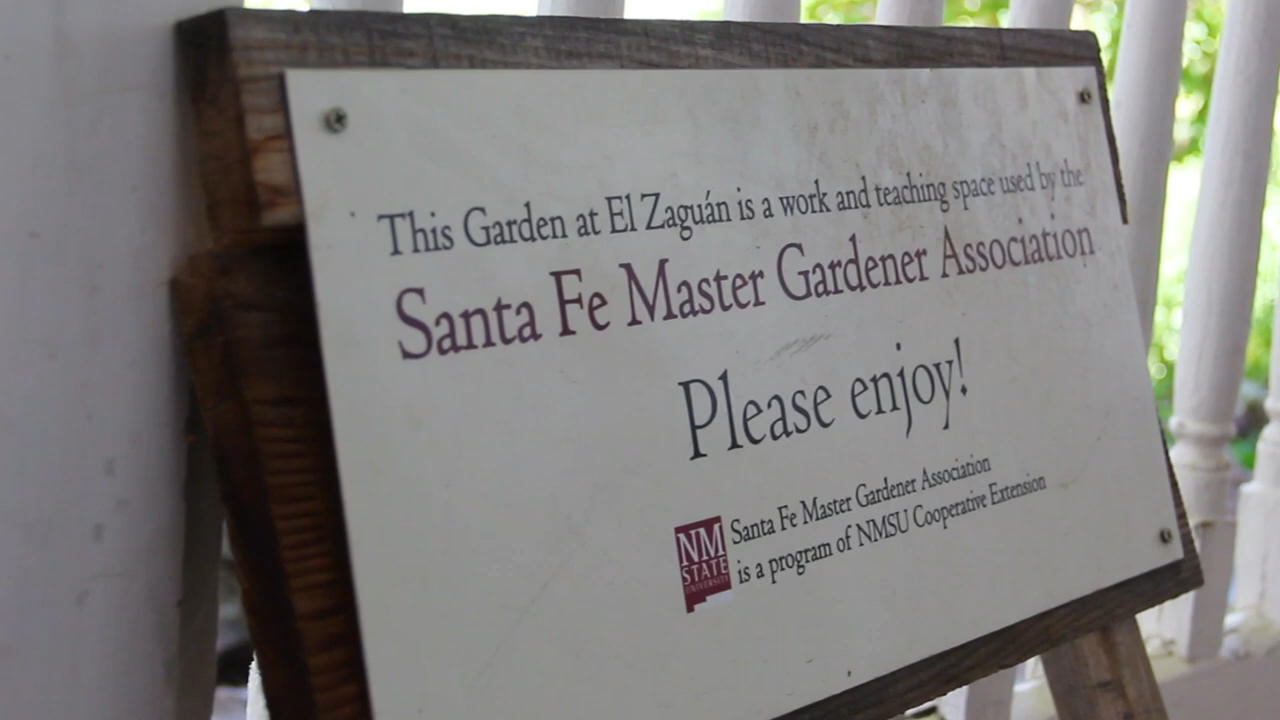 This Garden at El Zaguán is a work and teaching space used by the
Santa Fe Master Gardener Association
Please enjoy!
NM
STATE
UNIVERSITY
Santa Fe Master Gardener Association
is a program of NMSU Cooperative Extension